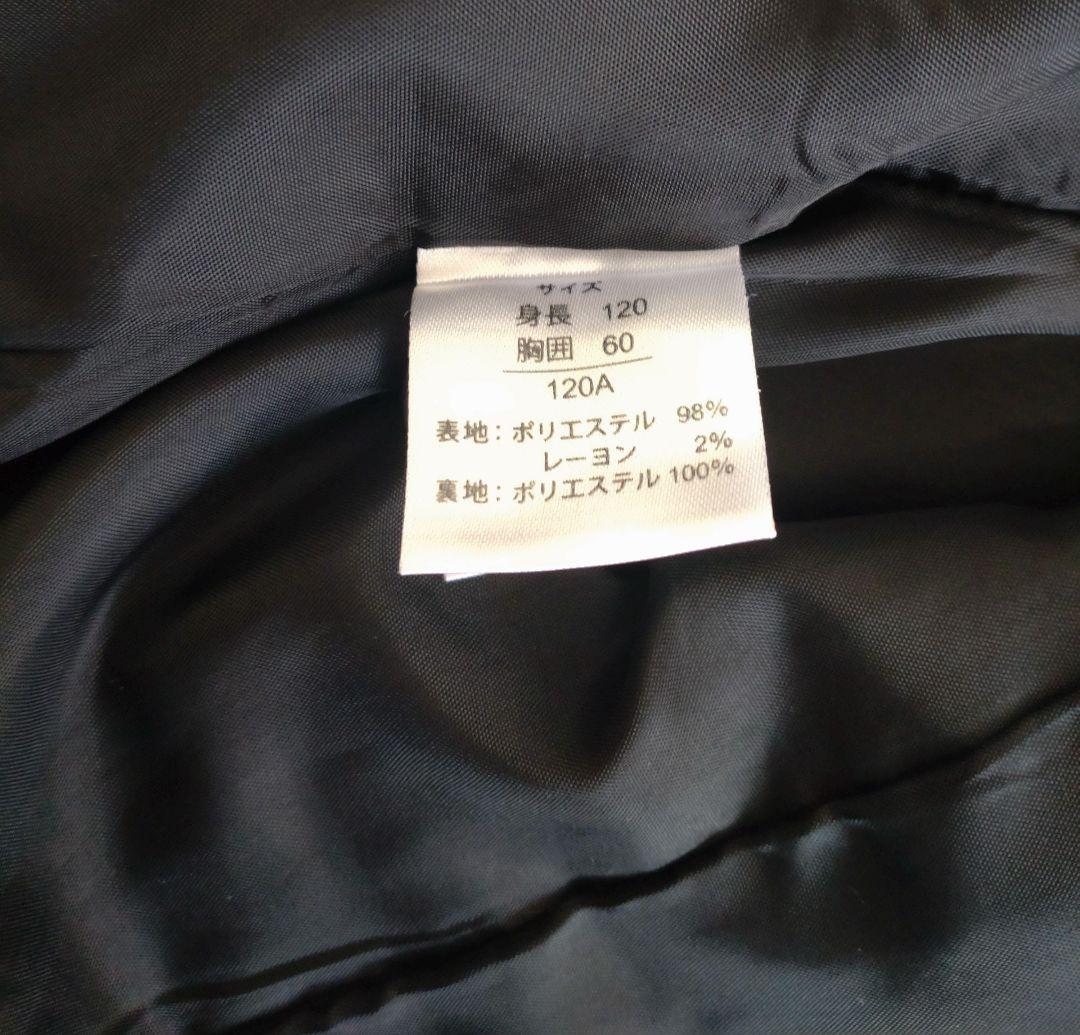 サイズ
身長 120
胸囲 60
120A
表地：ポリエステル 98%
レーヨン 2%
裏地：ポリエステル 100%